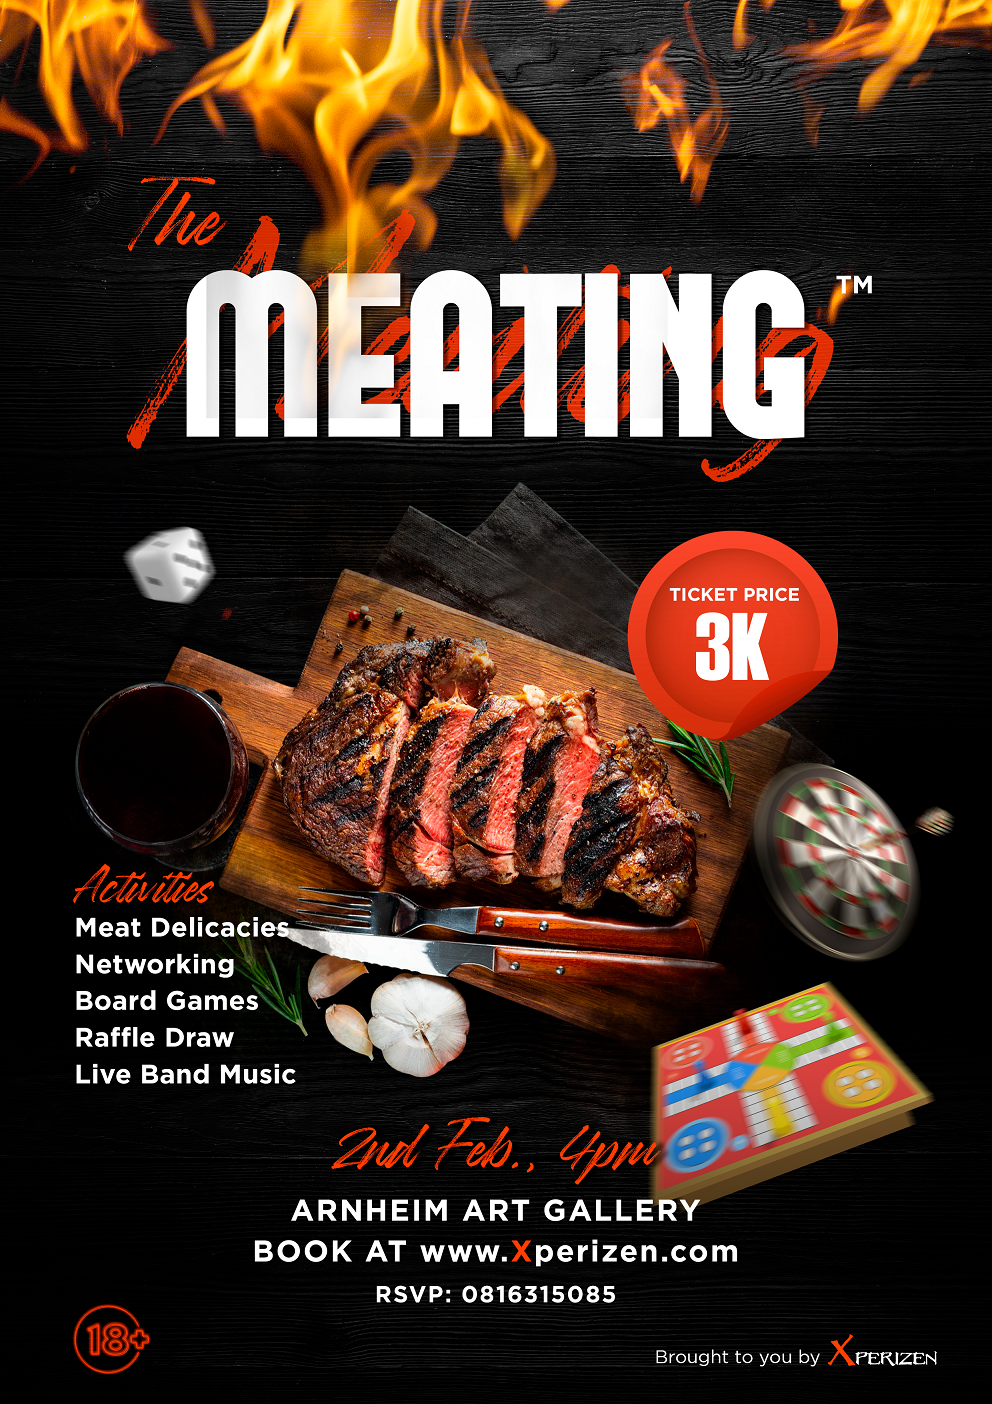 The
Meating
MEATING™
TICKET PRICE
3K
Activities
Meat Delicacies
Networking
Board Games
Raffle Draw
Live Band Music
2nd Feb., 4pm
ARNHEIM ART GALLERY
BOOK AT www.Xperizen.com
RSVP: 0816315085
18+
Brought to you by XPERIZEN